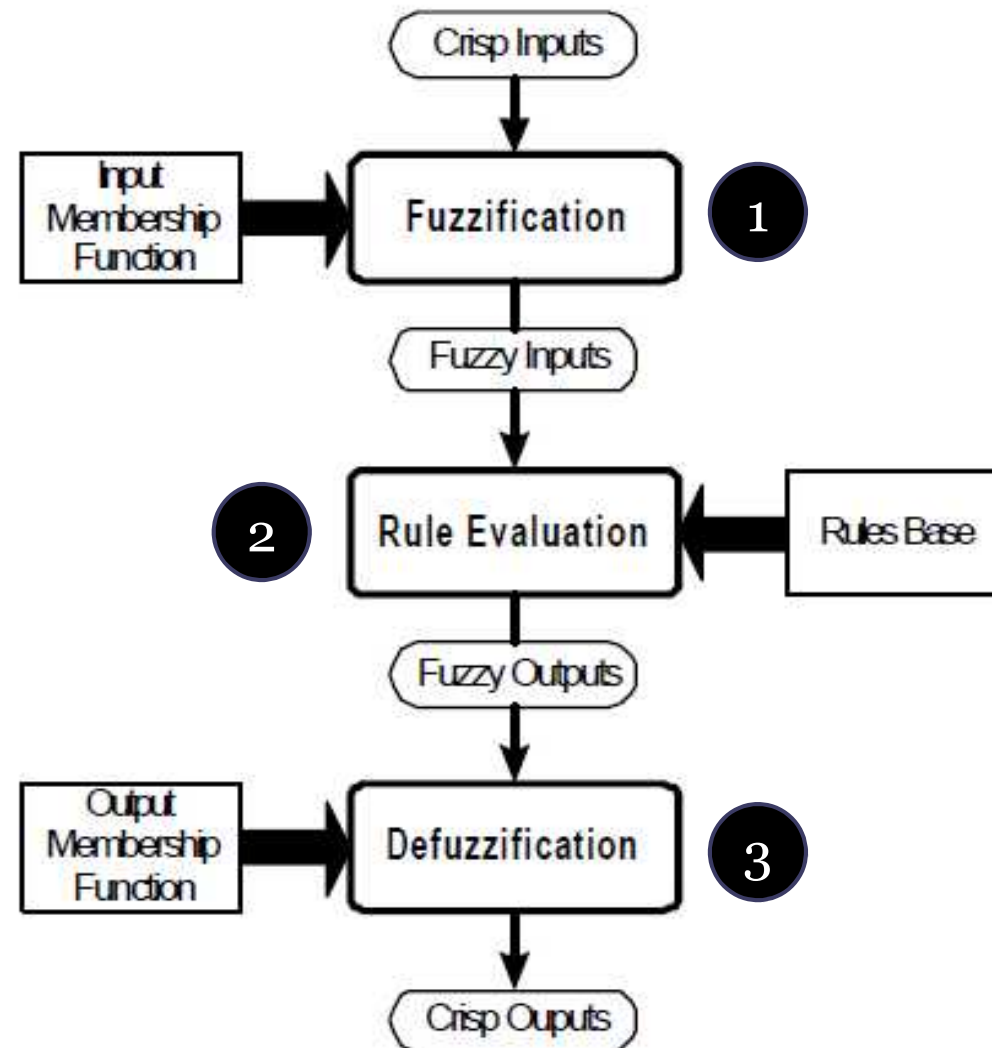 Crisp Inputs
Input
Membership
Function
Fuzzification
1
Fuzzy Inputs
2
Rule Evaluation
Rules Base
Fuzzy Outputs
Output
Membership
Function
Defuzzification
3
Crisp Ouputs